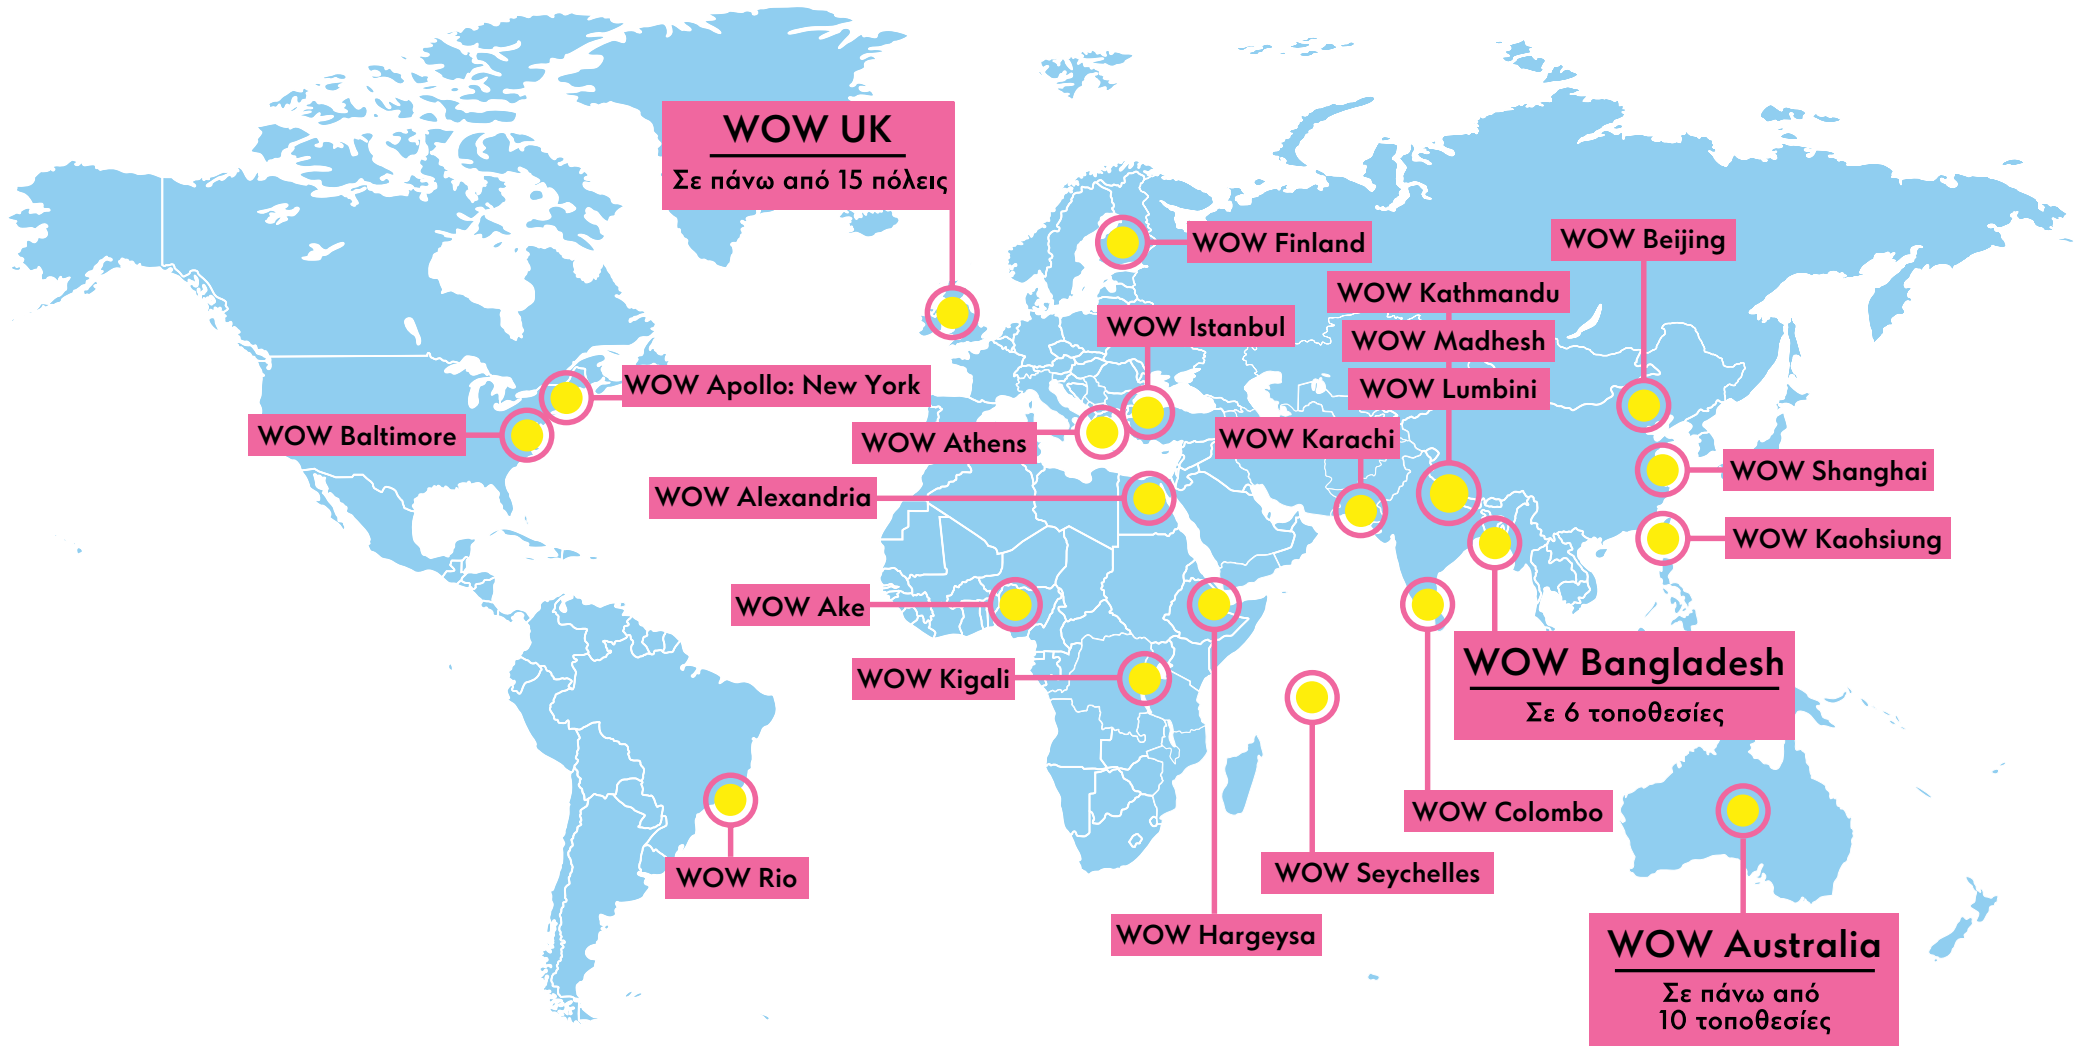 WOW UK
Σε πάνω από 15 πόλεις
WOW Finland
WOW Beijing
WOW Kathmandu
WOW Istanbul
WOW Madhesh
WOW Apollo: New York
WOW Lumbini
WOW Baltimore
WOW Athens
WOW Karachi
WOW Shanghai
WOW Alexandria
WOW Kaohsiung
WOW Ake
WOW Kigali
WOW Bangladesh
Σε 6 τοποθεσίες
WOW Colombo
WOW Rio
WOW Seychelles
WOW Hargeysa
WOW Australia
Σε πάνω από
10 τοποθεσίες